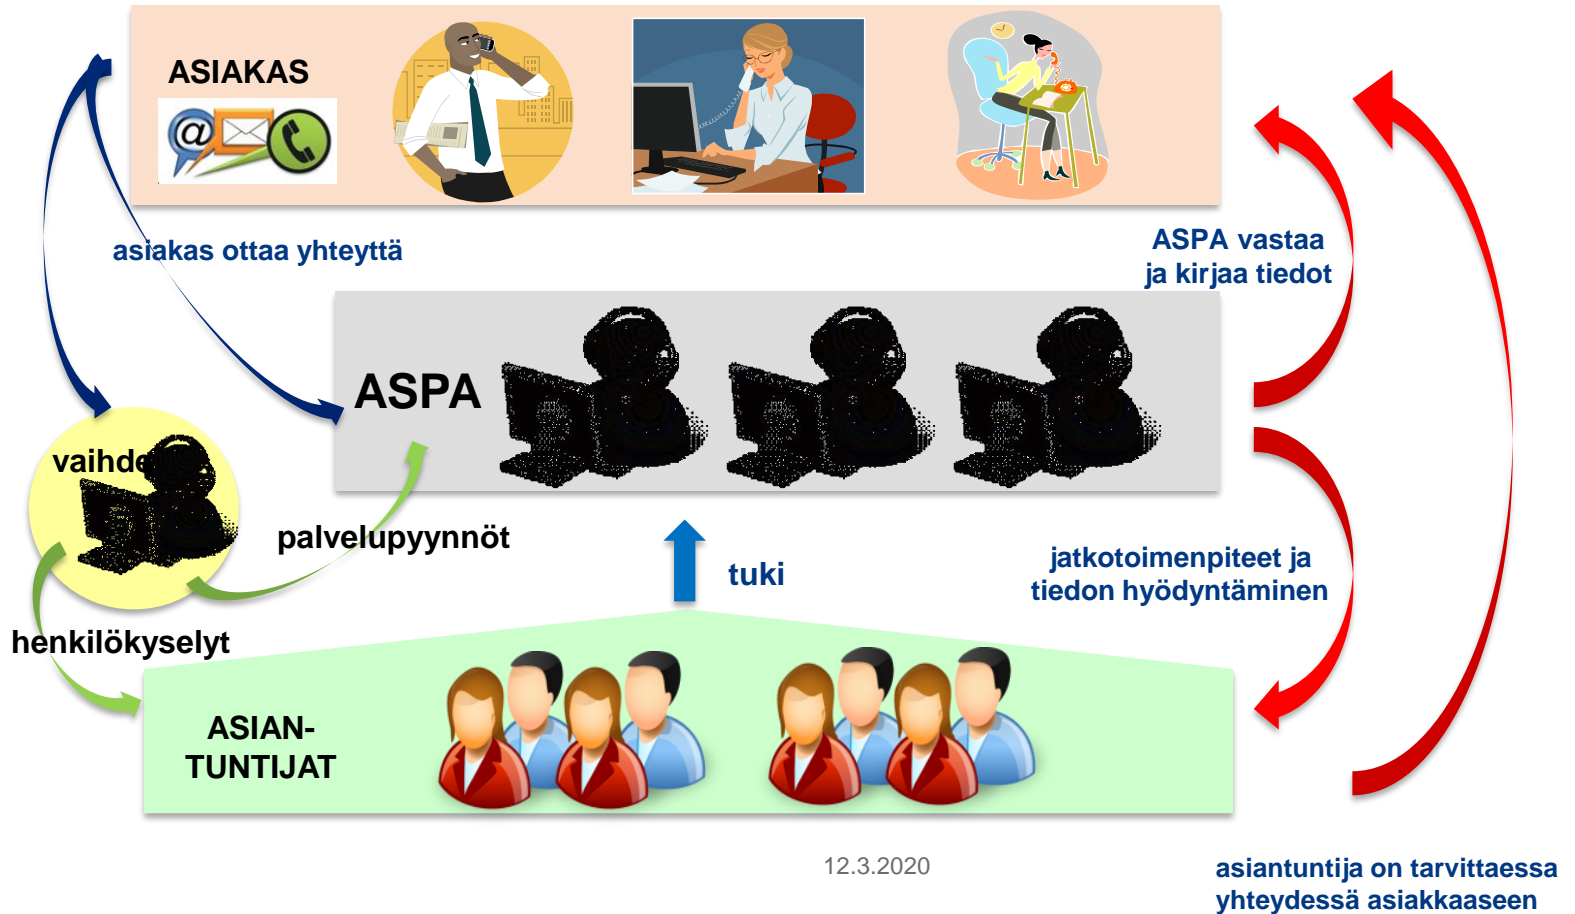 ASIAKAS
@
asiakas ottaa yhteyttä
ASPA vastaa
ja kirjaa tiedot
ASPA
vaihde
palvelupyynnöt
tuki
jatkotoimenpiteet ja
tiedon hyödyntäminen
henkilökyselyt
ASIAN-
TUNTIJAT
12.3.2020
asiantuntija on tarvittaessa
yhteydessä asiakkaaseen